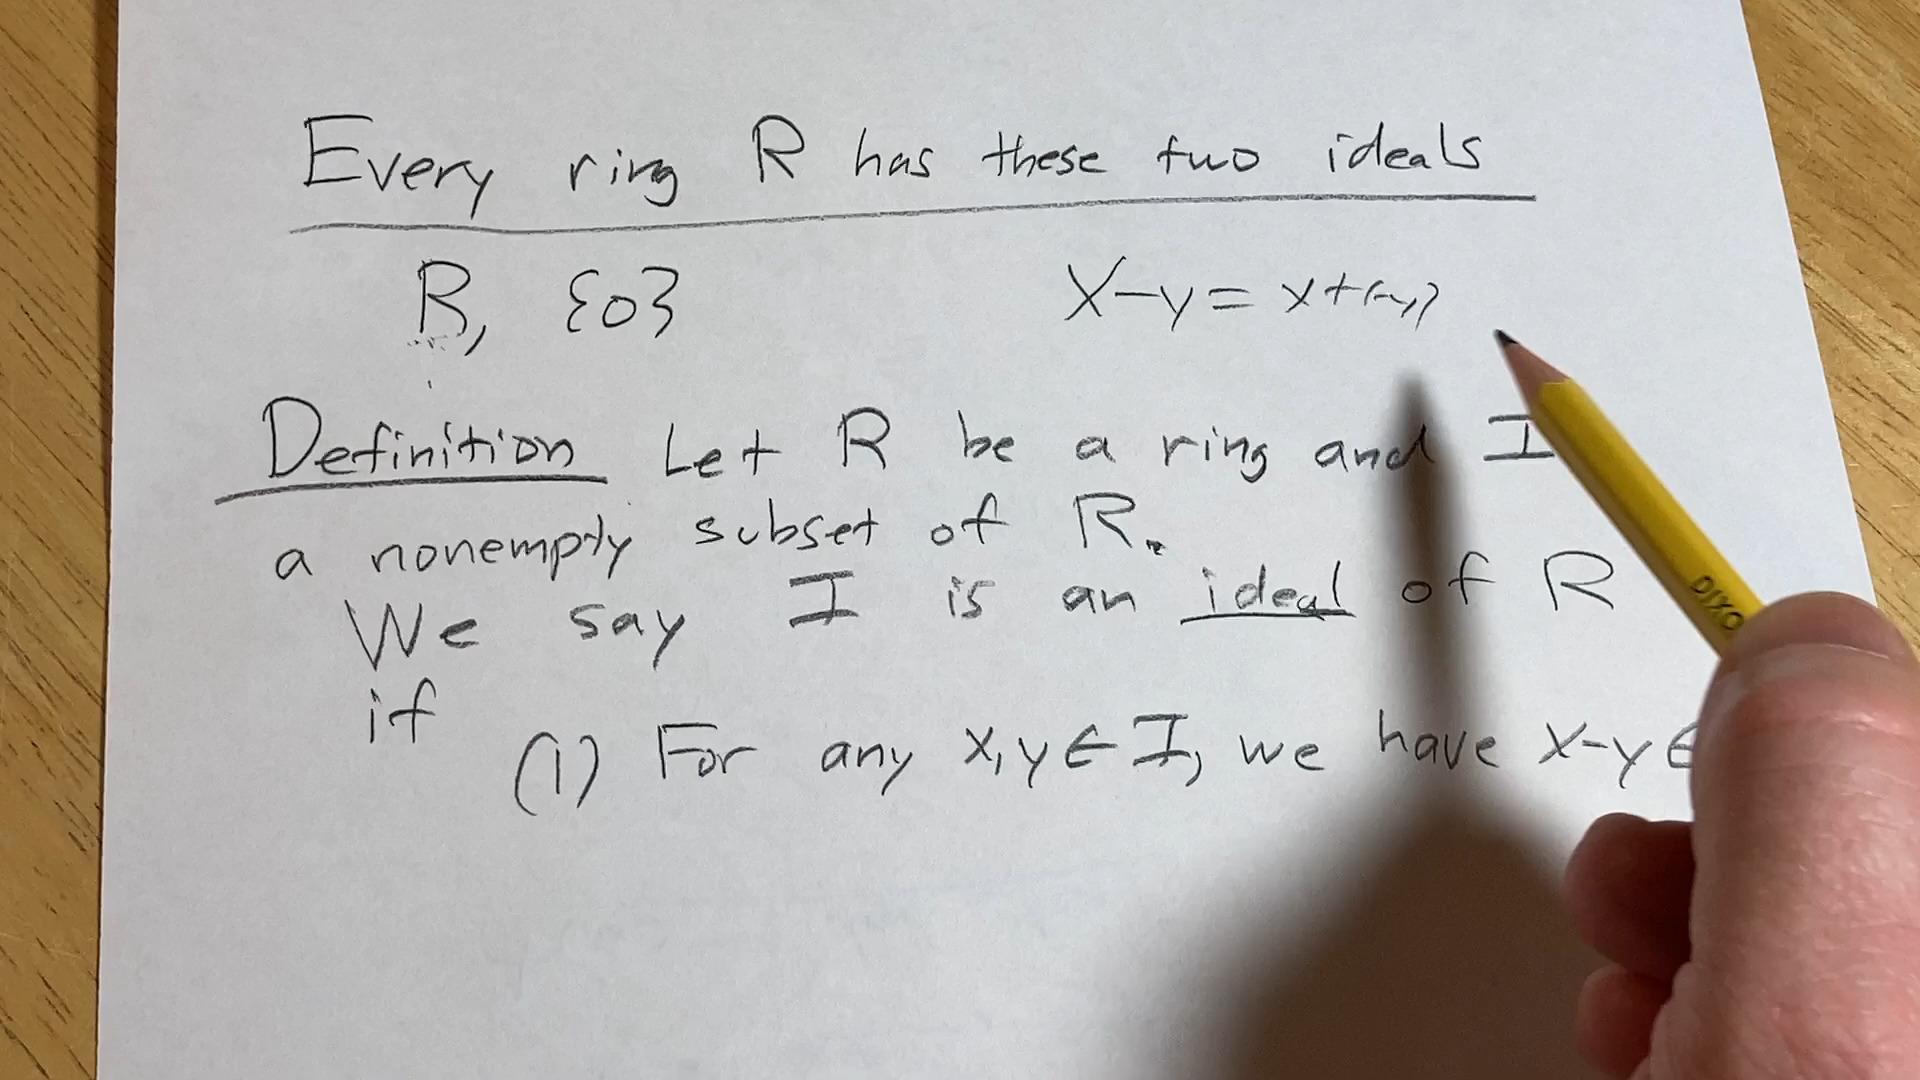 Every ring R has these two ideals
R, {0} x-y = x+(-y)
Definition Let R be a ring and I
a nonempty subset of R.
We say I is an ideal of R
if
(1) For any x,y ∈ I, we have x-y ∈
DIXO